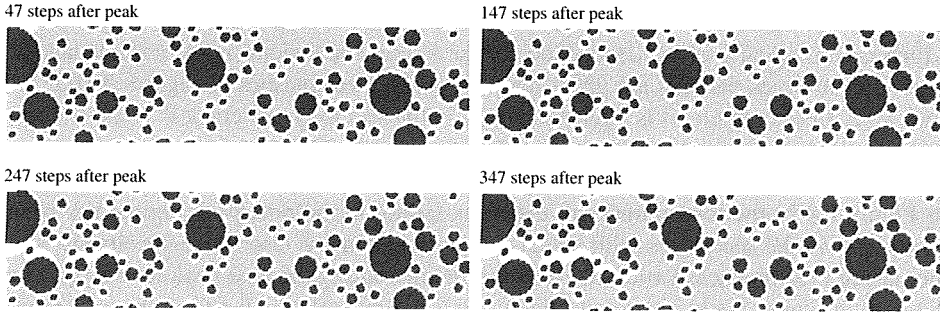 47 steps after peak
147 steps after peak
247 steps after peak
347 steps after peak